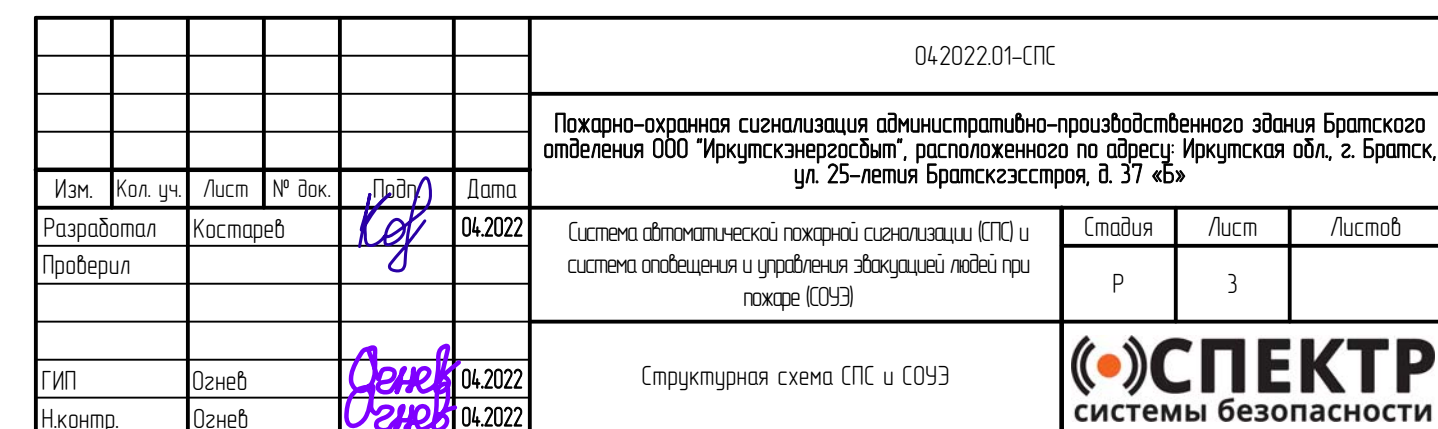 04.2022.01-СПС
Пожарно-охранная сигнализация административно-производственного здания Братского
отделения ООО "Иркутскэнергосбыт", расположенного по адресу: Иркутская обл., г. Братск,
ул. 25-летия Братскгэсстроя, д. 37 «Б»
Изм. Кол. уч. Лист № док. Подп. Дата
Разработал Костарев Кос 04.2022
Проверил
Система автоматической пожарной сигнализации (СПС) и
система оповещения и управления эвакуацией людей при
пожаре (СОУЭ)
Стадия Лист Листов
Р 3
ГИП Огнев Огнев 04.2022
Н.контр. Огнев Огнев 04.2022
Структурная схема СПС и СОУЭ
СПЕКТР
системы безопасности